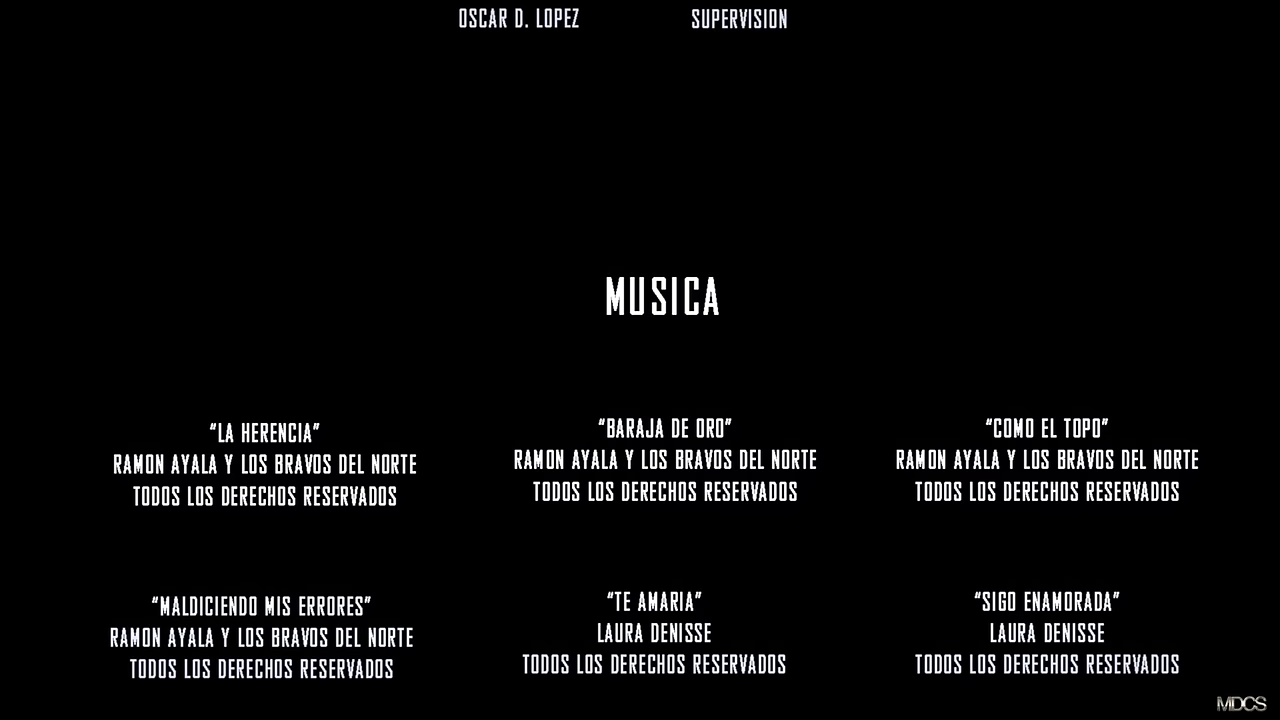 OSCAR D. LOPEZ SUPERVISION
MUSICA
"LA HERENCIA"
RAMON AYALA Y LOS BRAVOS DEL NORTE
TODOS LOS DERECHOS RESERVADOS
"BARAJA DE ORO"
RAMON AYALA Y LOS BRAVOS DEL NORTE
TODOS LOS DERECHOS RESERVADOS
"COMO EL TOPO"
RAMON AYALA Y LOS BRAVOS DEL NORTE
TODOS LOS DERECHOS RESERVADOS
"MALDICIENDO MIS ERRORES"
RAMON AYALA Y LOS BRAVOS DEL NORTE
TODOS LOS DERECHOS RESERVADOS
"TE AMARIA"
LAURA DENISSE
TODOS LOS DERECHOS RESERVADOS
"SIGO ENAMORADA"
LAURA DENISSE
TODOS LOS DERECHOS RESERVADOS
MDCS